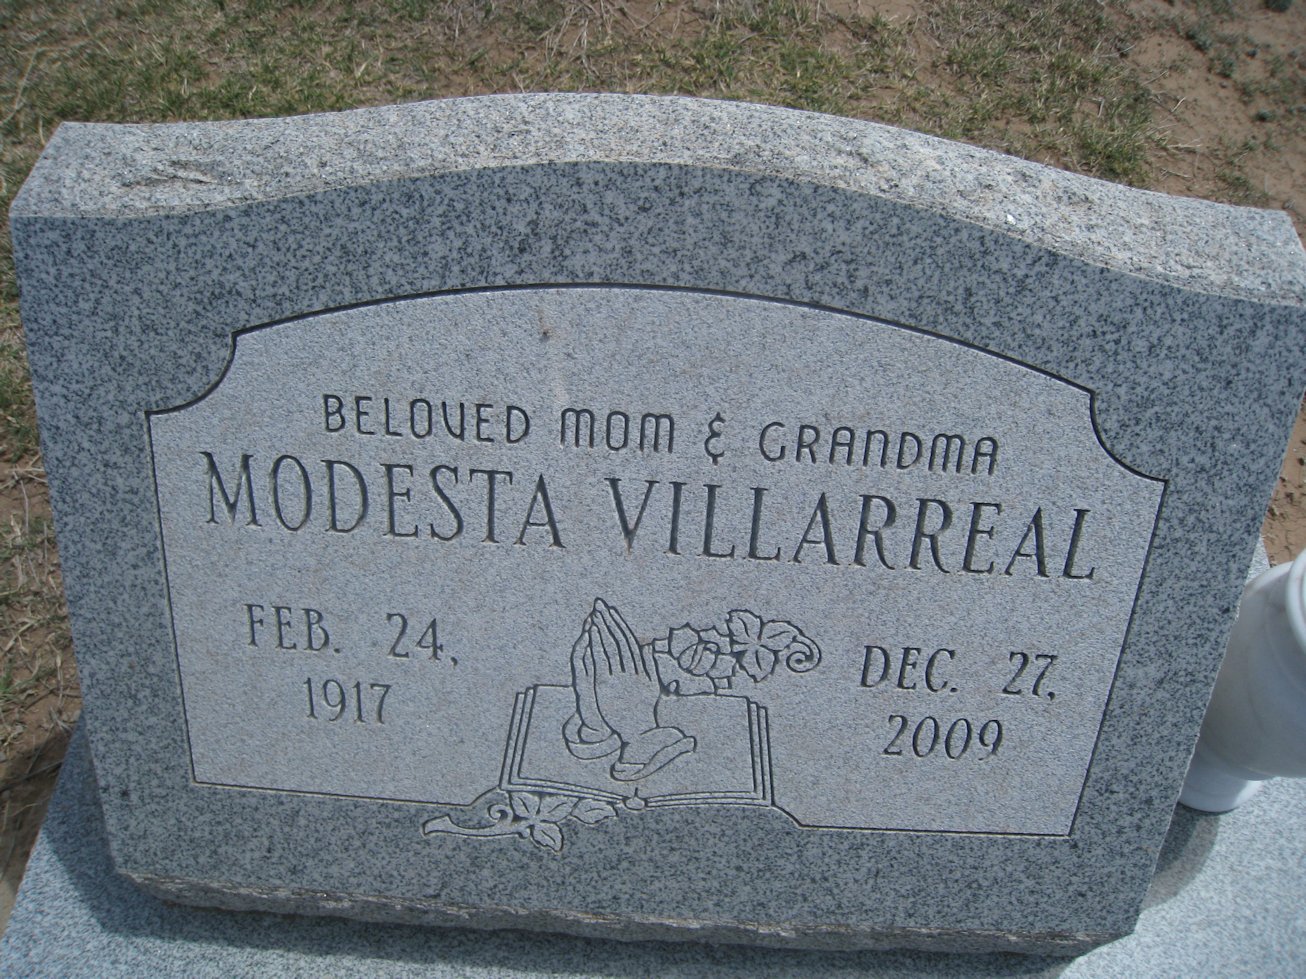 BELOVED MOM & GRANDMA
MODESTA VILLARREAL
FEB. 24,
1917
DEC. 27,
2009